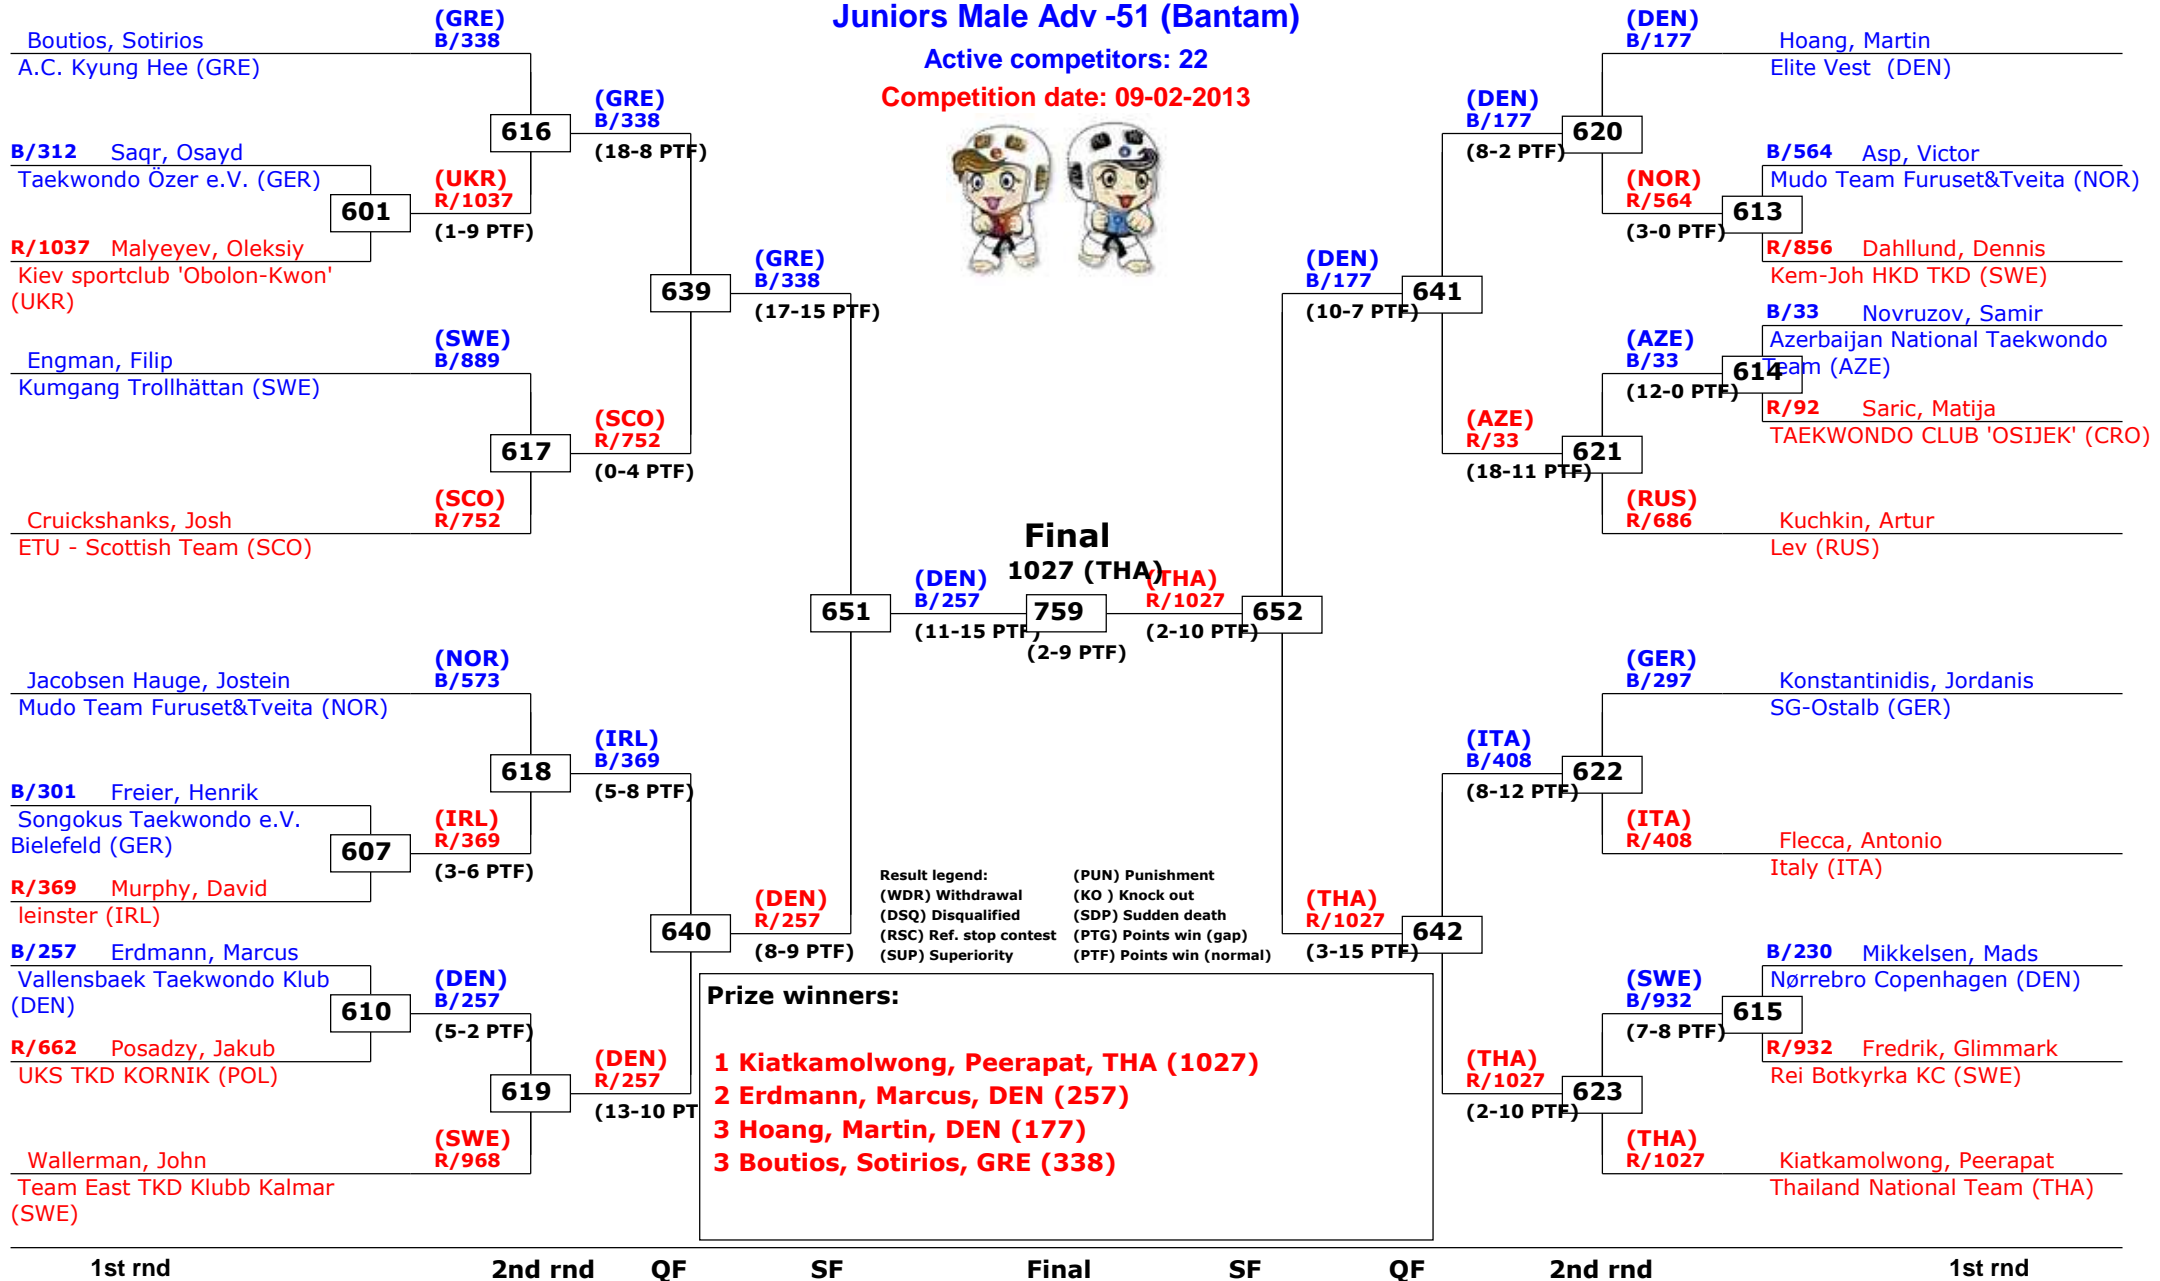 Juniors Male Adv -51 (Bantam)
Active competitors: 22
Competition date: 09-02-2013
Boutios, Sotirios
A.C. Kyung Hee (GRE)
(GRE)
B/338
B/312 Saqr, Osayd
Taekwondo Özer e.V. (GER)
601
R/1037 Malyeyev, Oleksiy
Kiev sportclub 'Obolon-Kwon'
(UKR)
(UKR)
R/1037
(1-9 PTF)
616
(GRE)
B/338
(18-8 PTF)
Engman, Filip
Kumgang Trollhättan (SWE)
(SWE)
B/889
617
Cruickshanks, Josh
ETU - Scottish Team (SCO)
(SCO)
R/752
(SCO)
R/752
(0-4 PTF)
639
(GRE)
B/338
(17-15 PTF)
Jacobsen Hauge, Jostein
Mudo Team Furuset&Tveita (NOR)
(NOR)
B/573
B/301 Freier, Henrik
Songokus Taekwondo e.V.
Bielefeld (GER)
607
R/369 Murphy, David
leinster (IRL)
(IRL)
R/369
(3-6 PTF)
618
(IRL)
B/369
(5-8 PTF)
B/257 Erdmann, Marcus
Vallensbaek Taekwondo Klub
(DEN)
610
R/662 Posadzy, Jakub
UKS TKD KORNIK (POL)
(DEN)
B/257
(5-2 PTF)
619
Wallerman, John
Team East TKD Klubb Kalmar
(SWE)
(SWE)
R/968
(DEN)
R/257
(13-10 PT
640
(DEN)
R/257
(8-9 PTF)
651
(DEN)
B/257
(11-15 PTF)
Final
1027 (THA)
759
(2-9 PTF)
(THA)
R/1027
(2-10 PTF)
652
(DEN)
B/177
Hoang, Martin
Elite Vest (DEN)
620
(DEN)
B/177
(8-2 PTF)
B/564 Asp, Victor
Mudo Team Furuset&Tveita (NOR)
613
(NOR)
R/564
(3-0 PTF)
R/856 Dahllund, Dennis
Kem-Joh HKD TKD (SWE)
641
(DEN)
B/177
(10-7 PTF)
B/33 Novruzov, Samir
Azerbaijan National Taekwondo
Team (AZE)
614
(AZE)
B/33
(12-0 PTF)
R/92 Saric, Matija
TAEKWONDO CLUB 'OSIJEK' (CRO)
621
(AZE)
R/33
(18-11 PTF)
(RUS)
R/686
Kuchkin, Artur
Lev (RUS)
(GER)
B/297
Konstantinidis, Jordanis
SG-Ostalb (GER)
622
(ITA)
B/408
(8-12 PTF)
(ITA)
R/408
Flecca, Antonio
Italy (ITA)
642
(THA)
R/1027
(3-15 PTF)
B/230 Mikkelsen, Mads
Nørrebro Copenhagen (DEN)
615
(SWE)
B/932
(7-8 PTF)
R/932 Fredrik, Glimmark
Rei Botkyrka KC (SWE)
623
(THA)
R/1027
(2-10 PTF)
(THA)
R/1027
Kiatkamolwong, Peerapat
Thailand National Team (THA)
Result legend:
(WDR) Withdrawal
(DSQ) Disqualified
(RSC) Ref. stop contest
(SUP) Superiority
(PUN) Punishment
(KO ) Knock out
(SDP) Sudden death
(PTG) Points win (gap)
(PTF) Points win (normal)
Prize winners:
1 Kiatkamolwong, Peerapat, THA (1027)
2 Erdmann, Marcus, DEN (257)
3 Hoang, Martin, DEN (177)
3 Boutios, Sotirios, GRE (338)
1st rnd 2nd rnd QF SF Final SF QF 2nd rnd 1st rnd